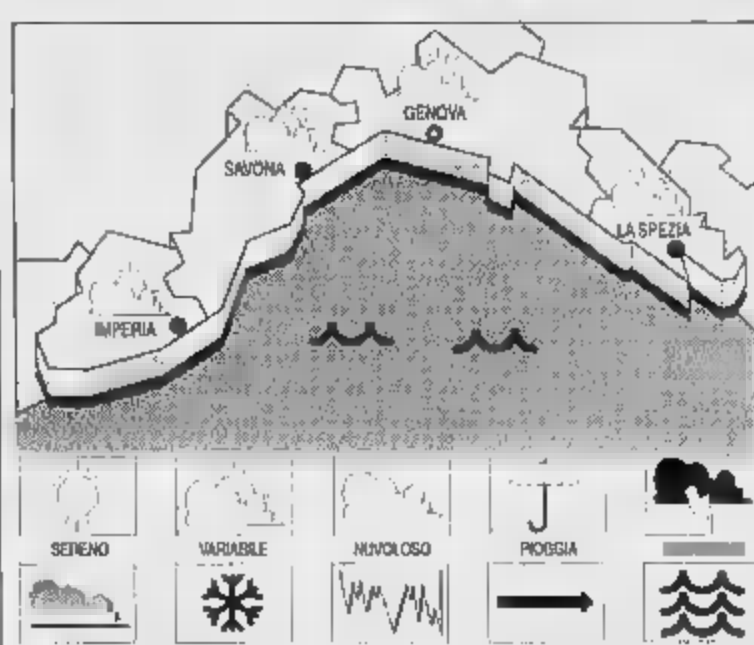 GENOVA
SAVONA
LA SPEZIA
IMPERIA
SERENO
VARIABILE
NUVOLOSO
PIOGGIA